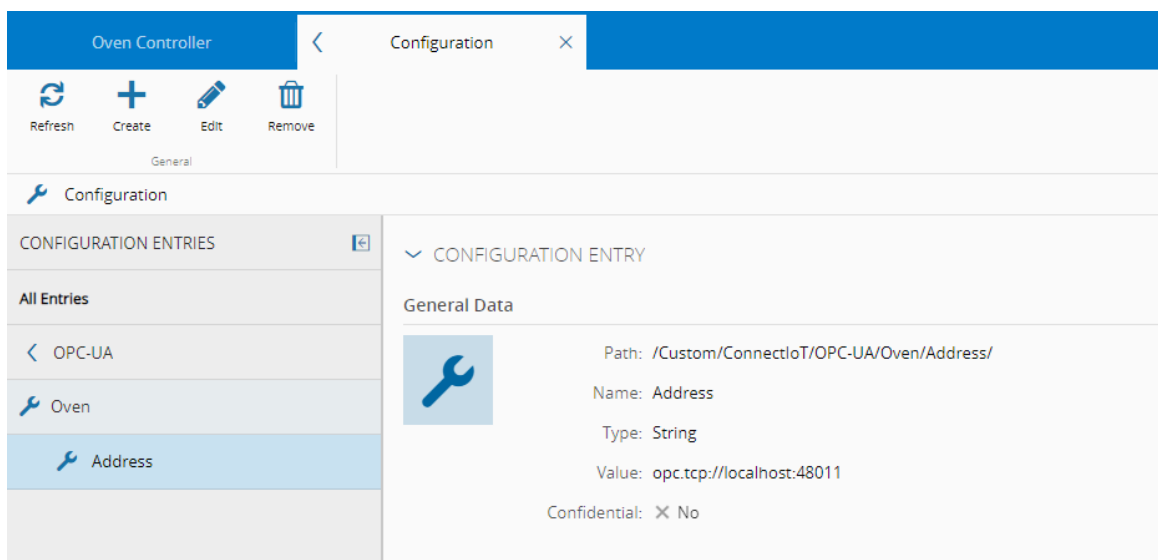 Oven Controller
Configuration
Refresh Create Edit Remove
General
Configuration
CONFIGURATION ENTRIES
All Entries
OPC-UA
Oven
Address
CONFIGURATION ENTRY
General Data
Path: /Custom/ConnectIoT/OPC-UA/Oven/Address/
Name: Address
Type: String
Value: opc.tcp://localhost:48011
Confidential: No